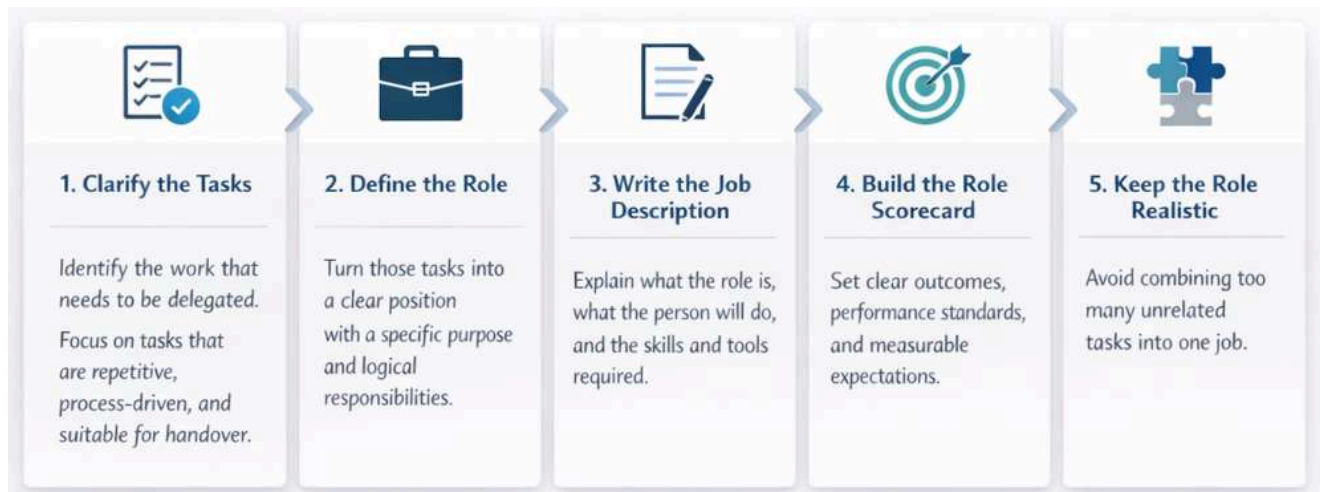 1. Clarify the Tasks
Identify the work that
needs to be delegated.
Focus on tasks that
are repetitive,
process-driven, and
suitable for handover.
2. Define the Role
Turn those tasks into
a clear position
with a specific purpose
and logical
responsibilities.
3. Write the Job
Description
Explain what the role is,
what the person will do,
and the skills and tools
required.
4. Build the Role
Scorecard
Set clear outcomes,
performance standards,
and measurable
expectations.
5. Keep the Role
Realistic
Avoid combining too
many unrelated
tasks into one job.